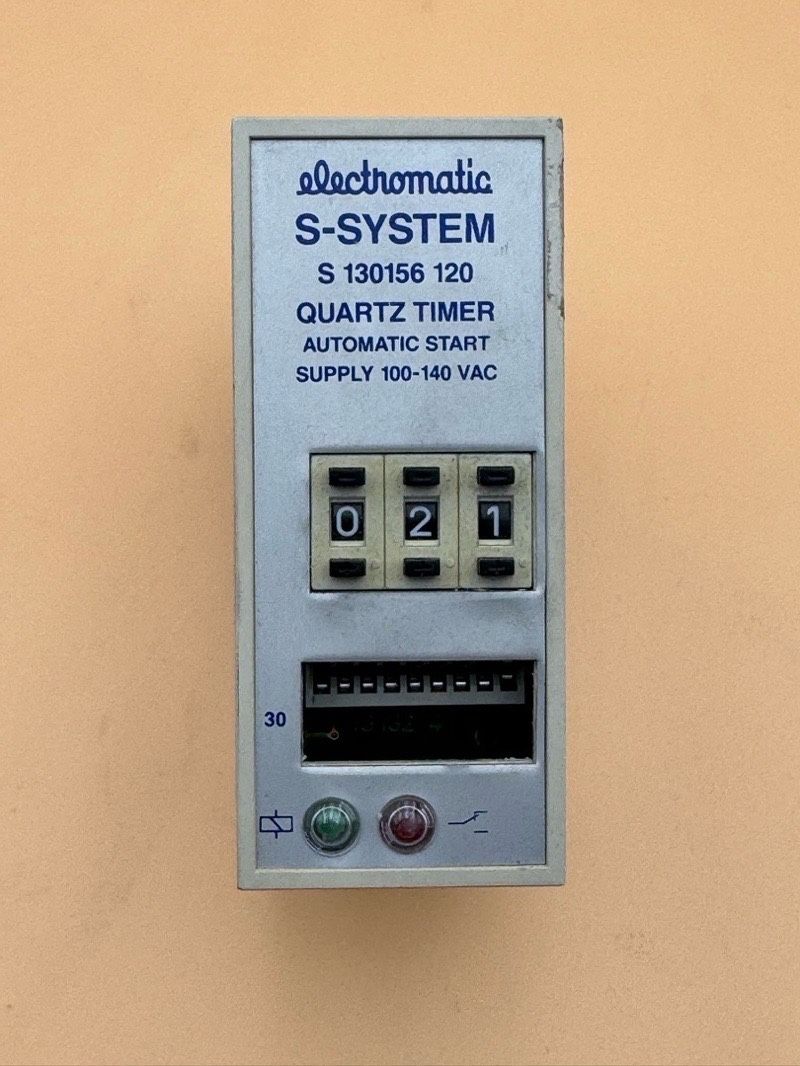 electromatic
S-SYSTEM
S 130156 120
QUARTZ TIMER
AUTOMATIC START
SUPPLY 100-140 VAC
0 2 1
30